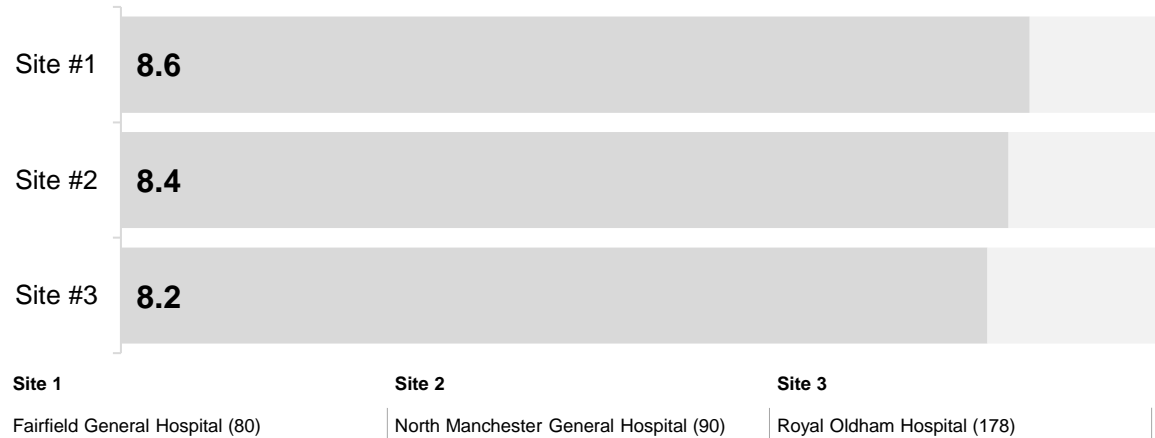 Site #1 8.6
Site #2 8.4
Site #3 8.2
Site 1 Site 2 Site 3
Fairfield General Hospital (80) North Manchester General Hospital (90) Royal Oldham Hospital (178)